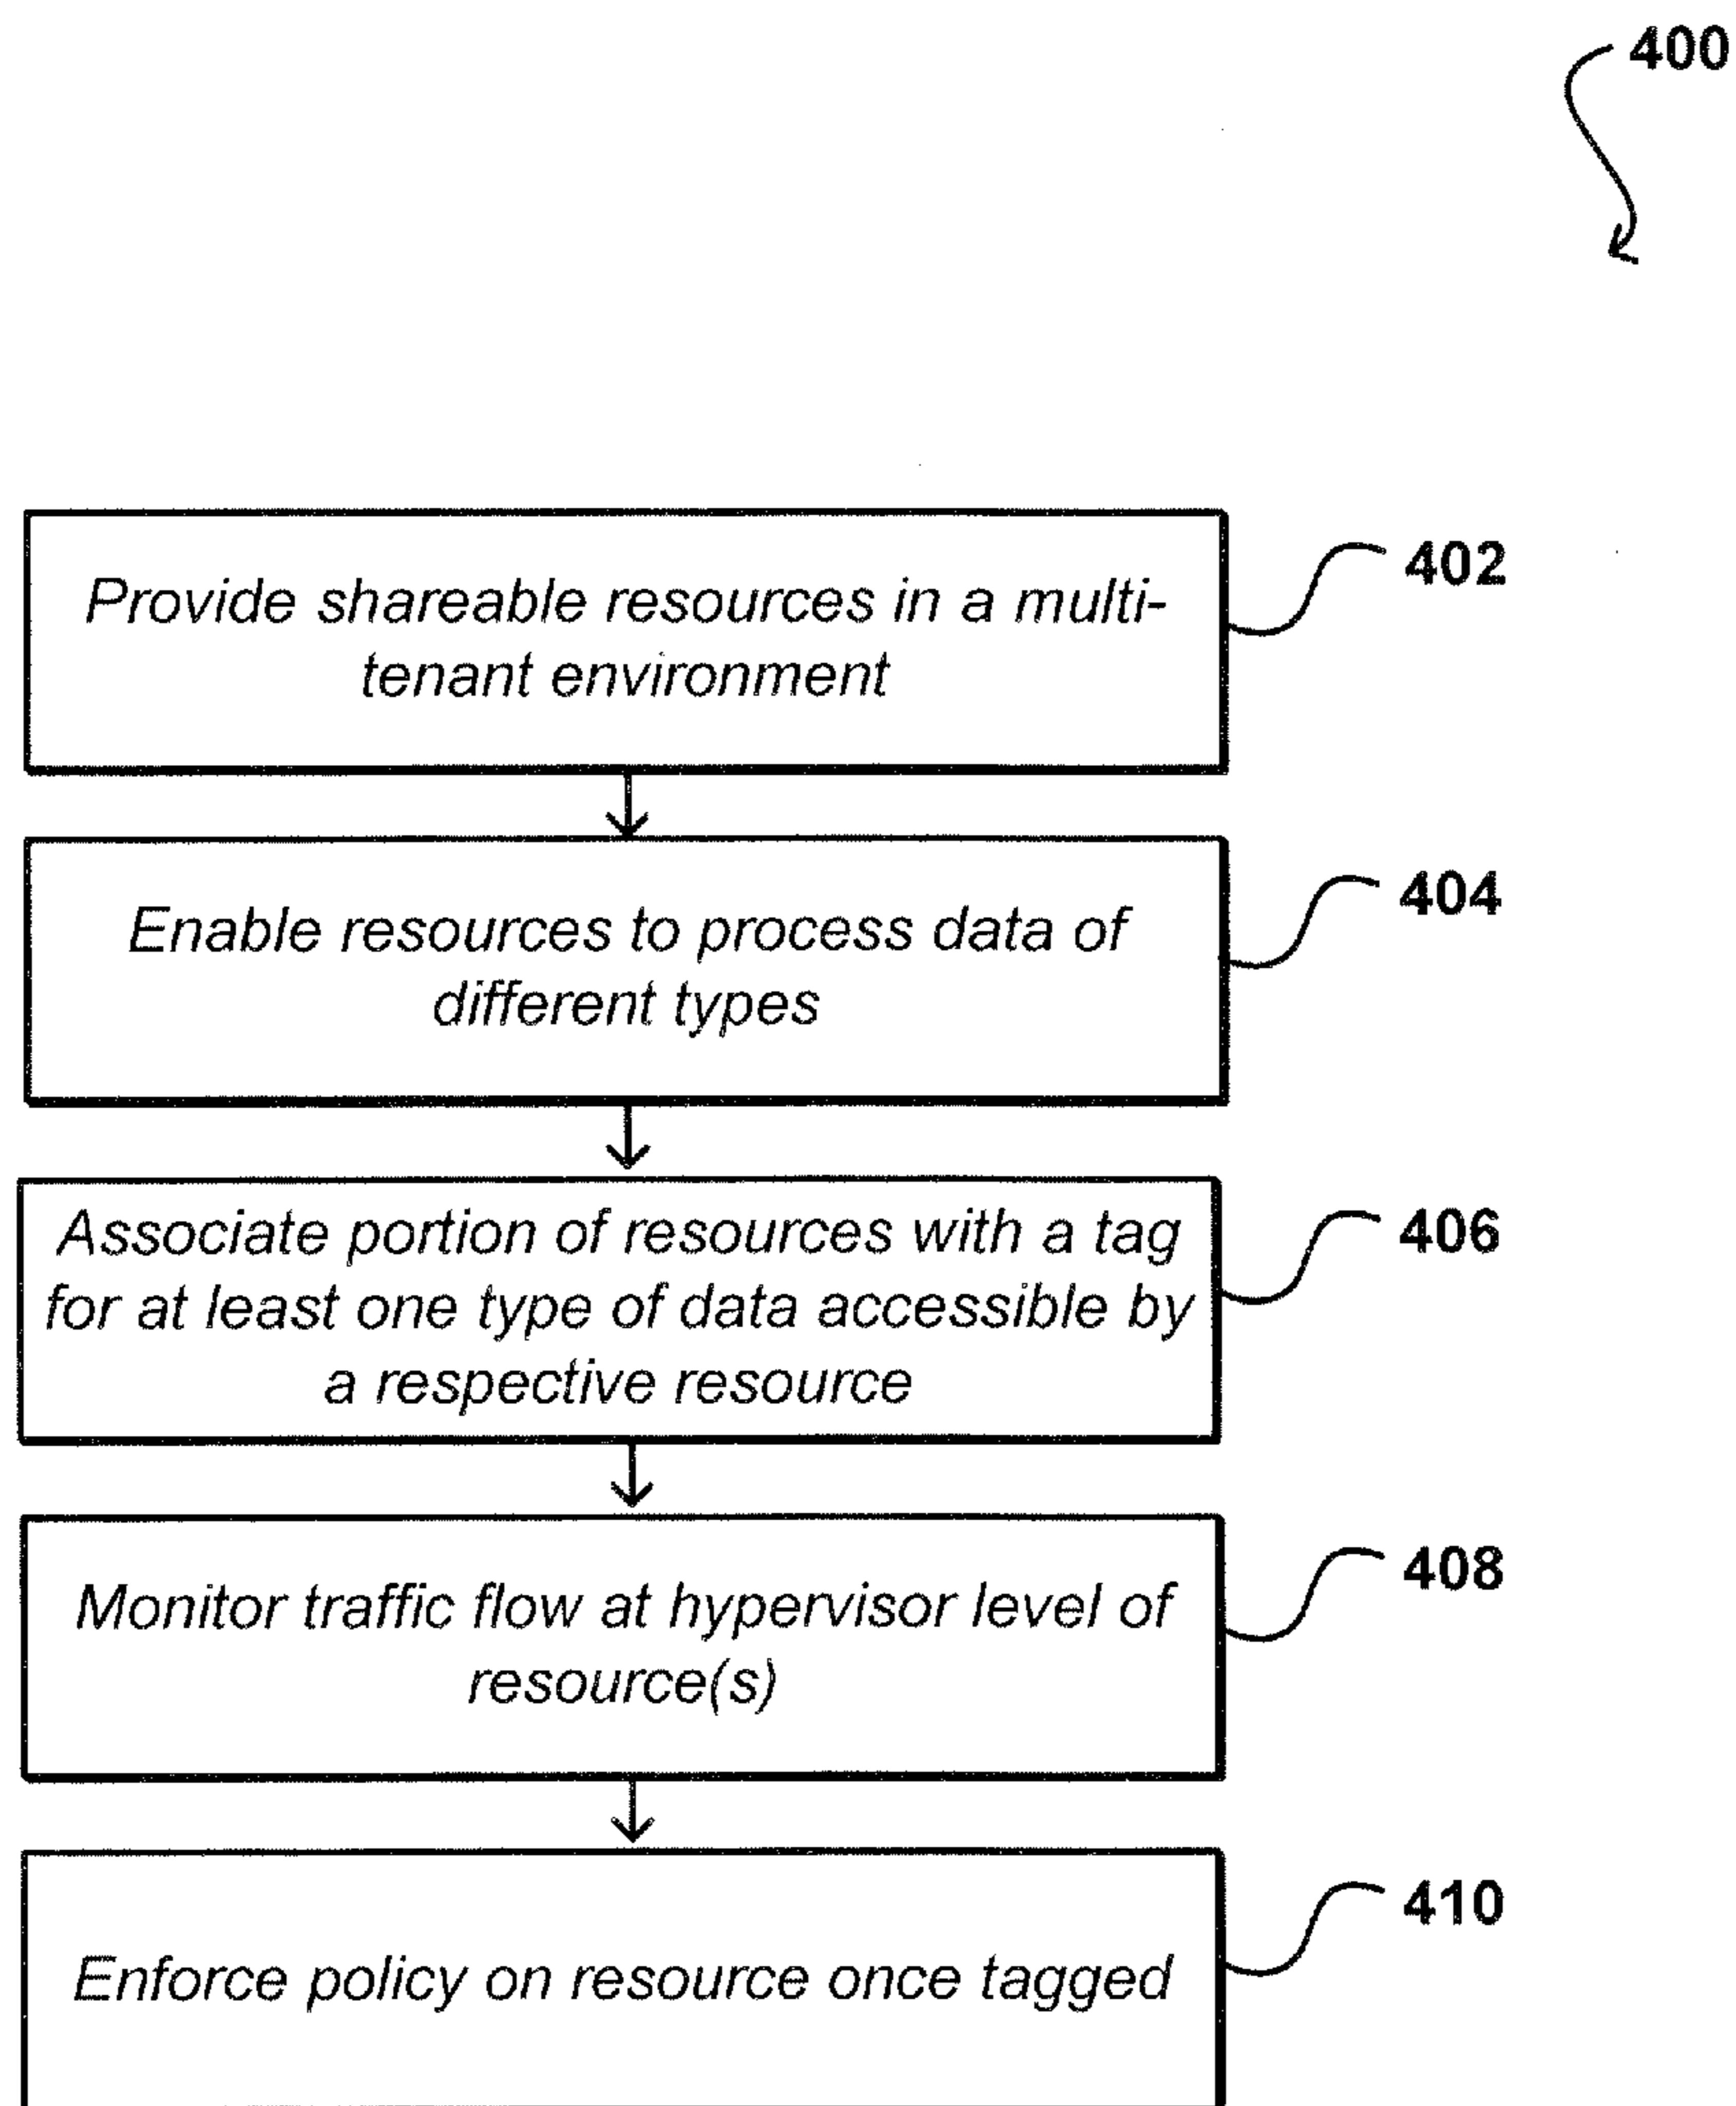 400
Provide shareable resources in a multi-
tenant environment
402
Enable resources to process data of
different types
404
Associate portion of resources with a tag
for at least one type of data accessible by
a respective resource
406
Monitor traffic flow at hypervisor level of
resource(s)
408
Enforce policy on resource once tagged
410